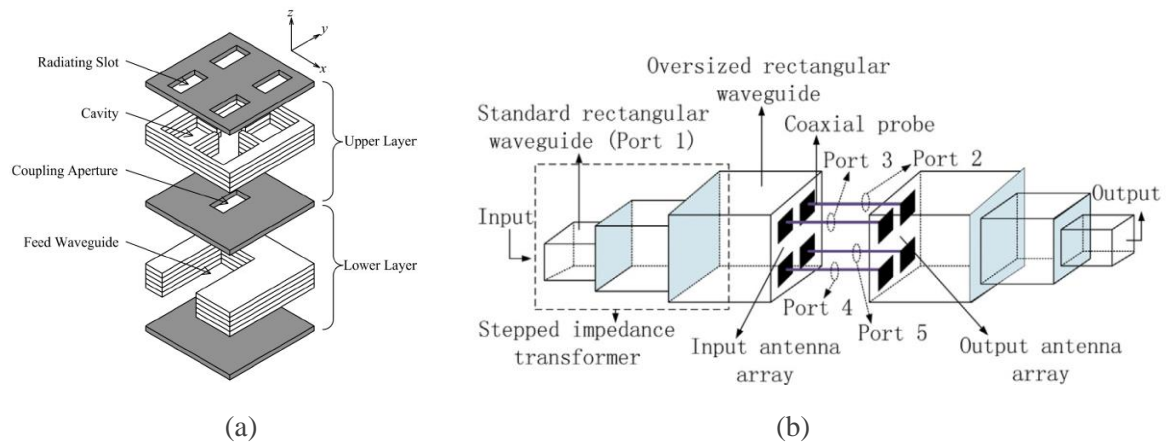 z
y
x
Radiating Slot
Cavity
Upper Layer
Coupling Aperture
Feed Waveguide
Lower Layer
(a)
Oversized rectangular
waveguide
Standard rectangular
waveguide (Port 1)
Coaxial probe
Port 3
Port 2
Input
Output
Port 4
Port 5
Stepped impedance
transformer
Input antenna
array
Output antenna
array
(b)